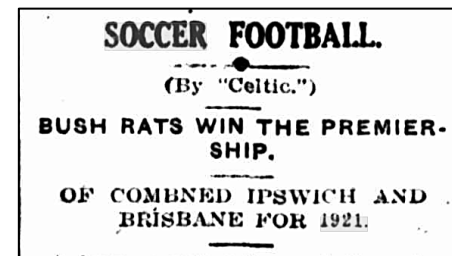 SOCCER FOOTBALL.
(By "Celtic.")
BUSH RATS WIN THE PREMIER-
SHIP.
OF COMBNED IPSWICH AND
BRISBANE FOR 1921.